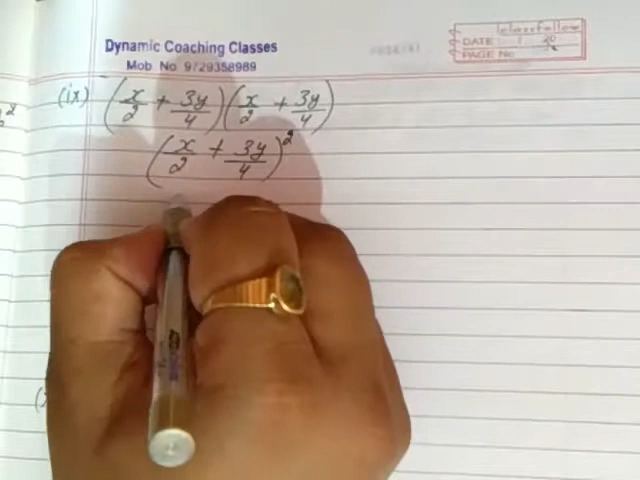 Dynamic Coaching Classes
Mob No 9729358989
classfellow
DATE
PAGE No
(ix) (x/2 + 3y/4)(x/2 + 3y/4)
(x/2 + 3y/4)²